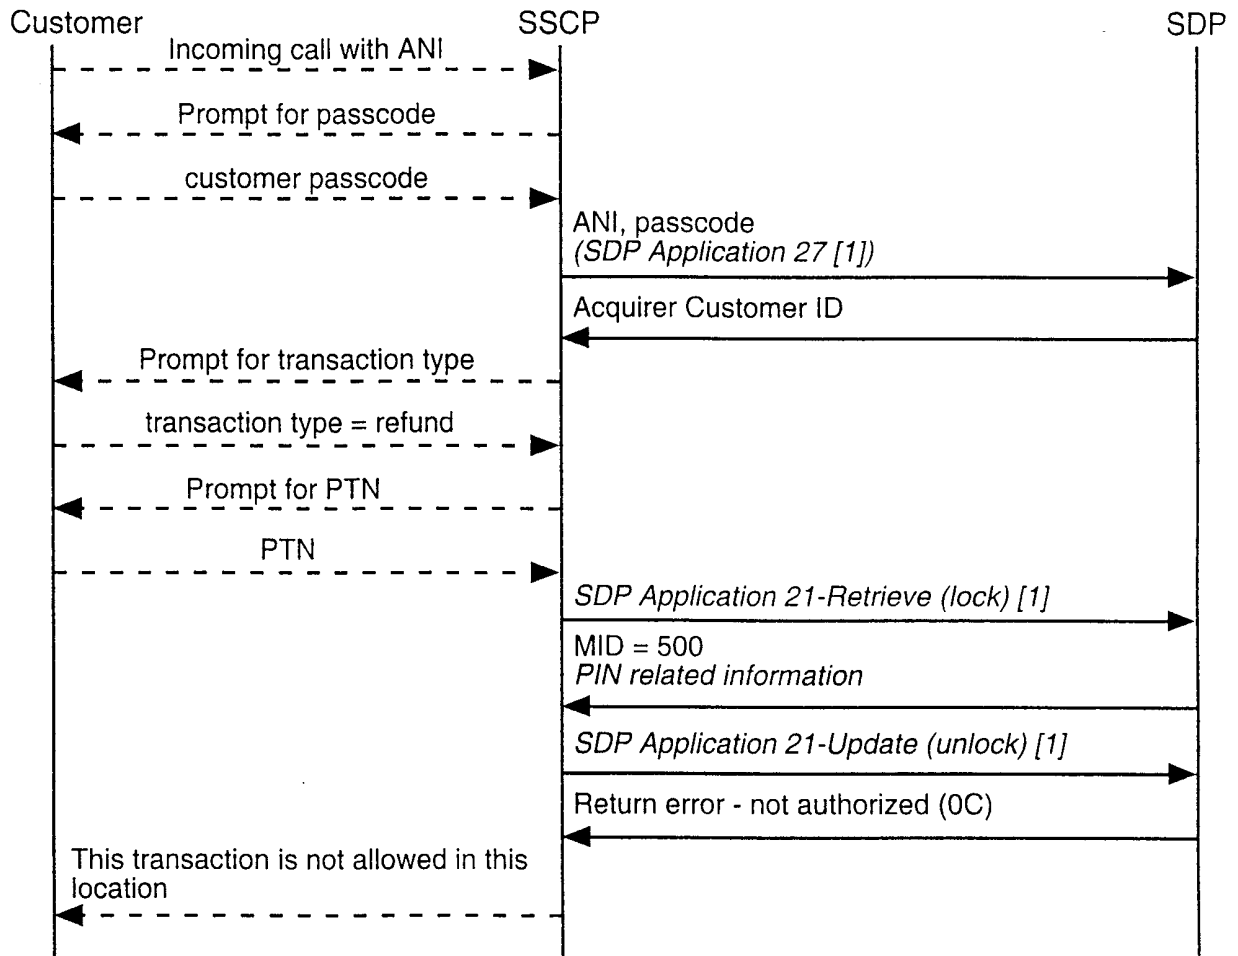 Customer
SSCP
SDP
Incoming call with ANI
Prompt for passcode
customer passcode
ANI, passcode
(SDP Application 27 [1])
Acquirer Customer ID
Prompt for transaction type
transaction type = refund
Prompt for PTN
PTN
SDP Application 21-Retrieve (lock) [1]
MID = 500
PIN related information
SDP Application 21-Update (unlock) [1]
Return error - not authorized (0C)
This transaction is not allowed in this
location